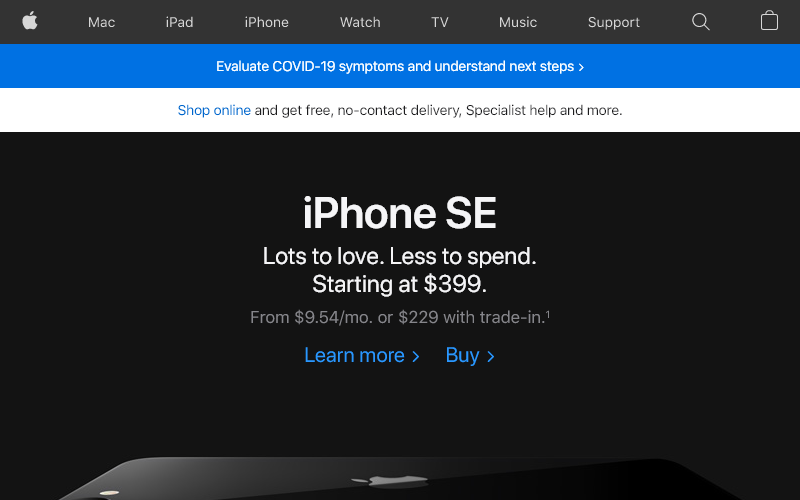 Mac iPad iPhone Watch TV Music Support
Evaluate COVID-19 symptoms and understand next steps >
Shop online and get free, no-contact delivery, Specialist help and more.
iPhone SE
Lots to love. Less to spend.
Starting at $399.
From $9.54/mo. or $229 with trade-in.¹
Learn more > Buy >